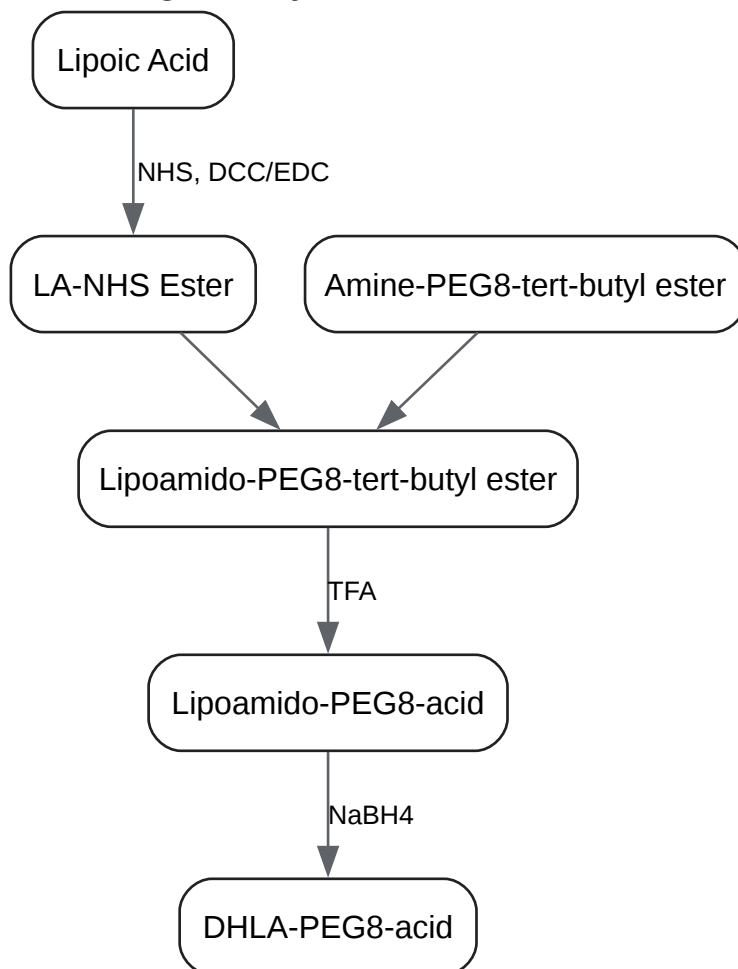 Lipoic Acid
NHS, DCC/EDC
LA-NHS Ester
Amine-PEG8-tert-butyl ester
Lipoamido-PEG8-tert-butyl ester
TFA
Lipoamido-PEG8-acid
NaBH4
DHLA-PEG8-acid